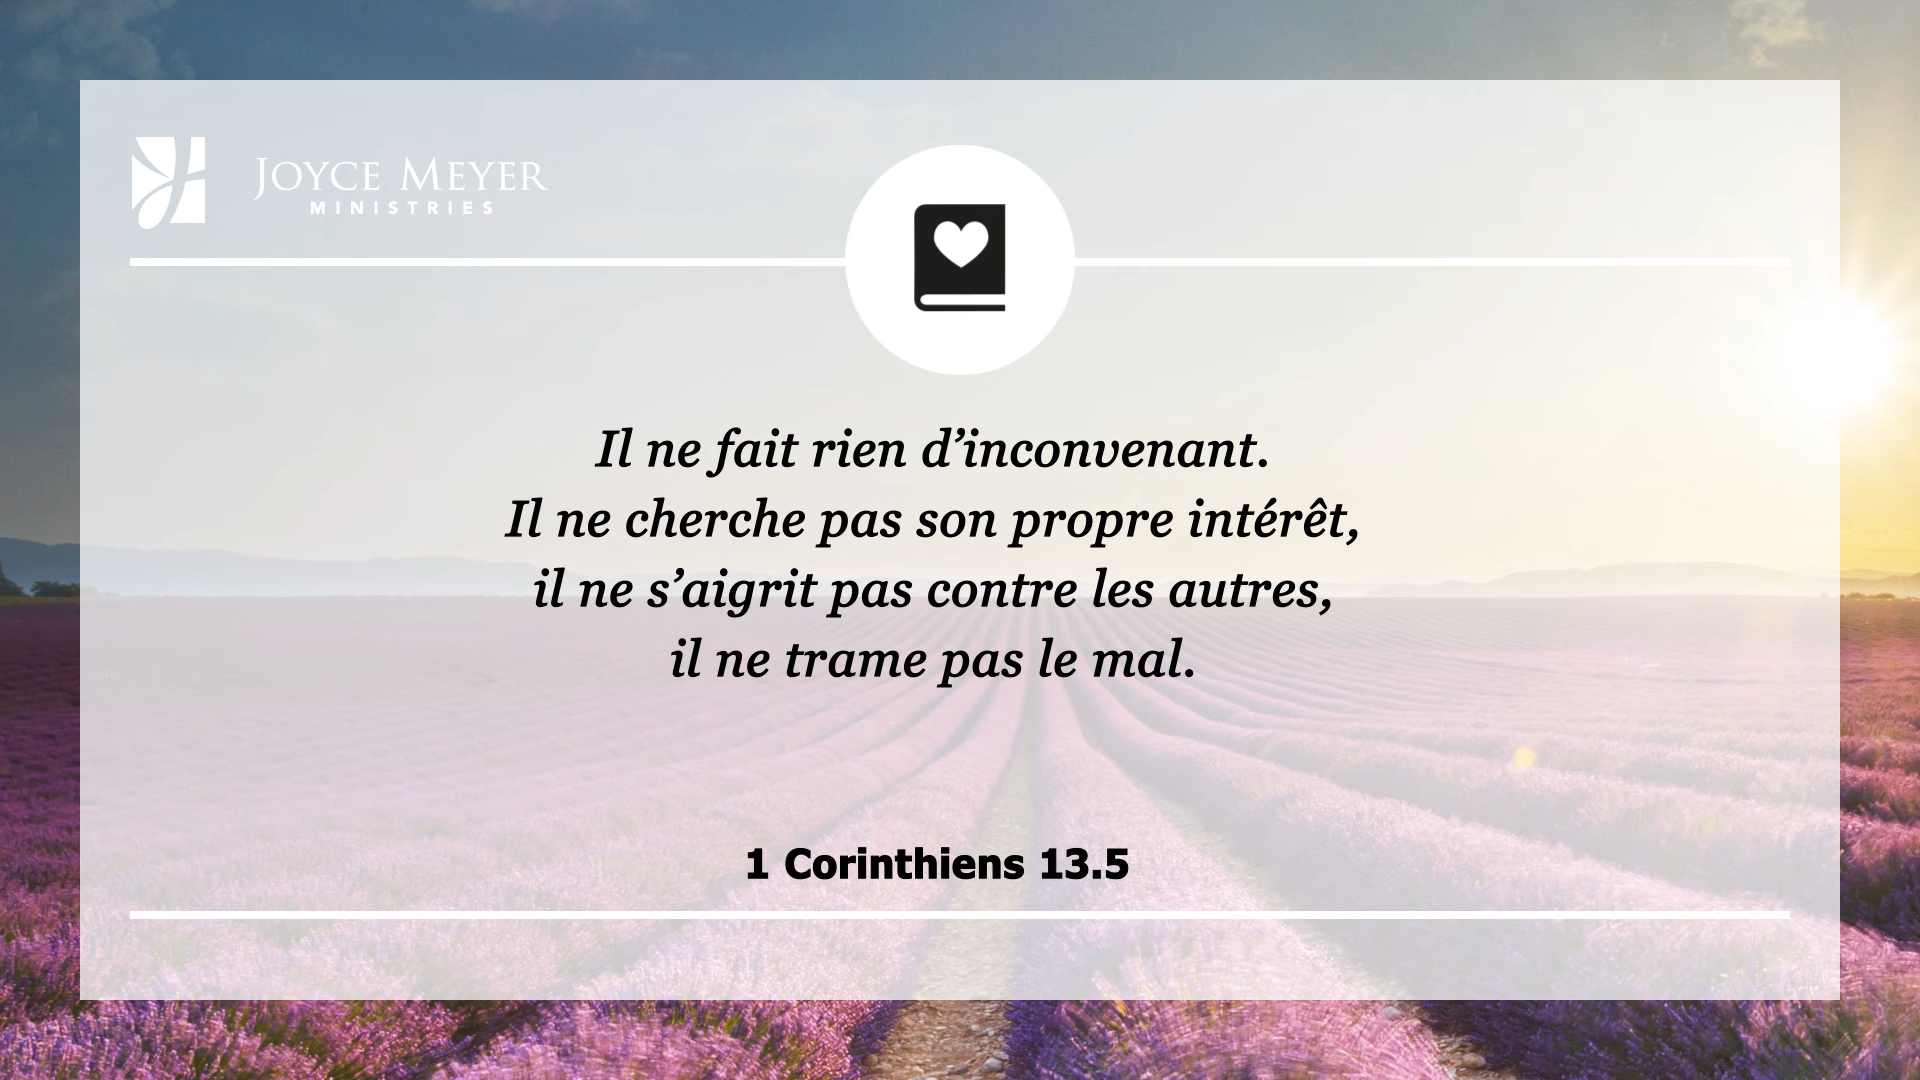 JOYCE MEYER
MINISTRIES
Il ne fait rien d’inconvenant.
Il ne cherche pas son propre intérêt,
il ne s’aigrit pas contre les autres,
il ne trame pas le mal.
1 Corinthiens 13.5